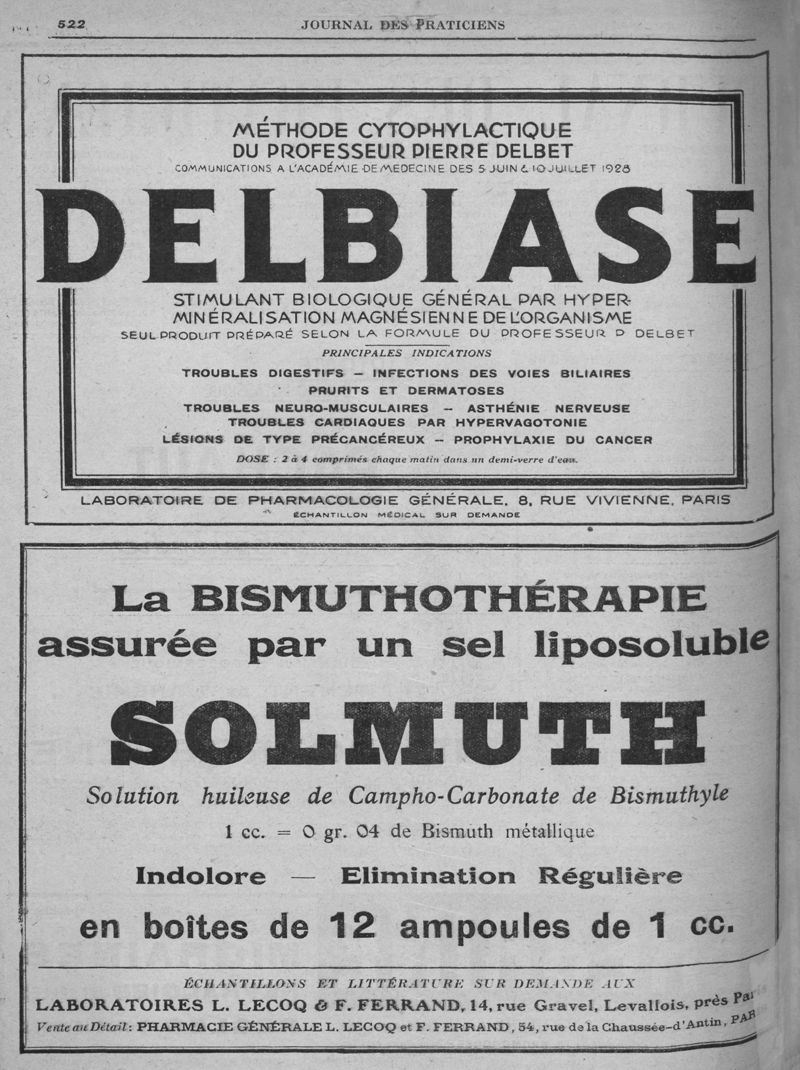 522
JOURNAL DES PRATICIENS
MÉTHODE CYTOPHYLACTIQUE
DU PROFESSEUR PIERRE DELBET
COMMUNICATIONS A L'ACADÉMIE DE MEDECINE DES 5 JUIN & 10 JUILLET 1928
DELBIASE
STIMULANT BIOLOGIQUE GÉNÉRAL PAR HYPER-
MINÉRALISATION MAGNÉSIENNE DE L'ORGANISME
SEUL PRODUIT PRÉPARÉ SELON LA FORMULE DU PROFESSEUR P DELBET
PRINCIPALES INDICATIONS
TROUBLES DIGESTIFS — INFECTIONS DES VOIES BILIAIRES
PRURITS ET DERMATOSES
TROUBLES NEURO-MUSCULAIRES — ASTHÉNIE NERVEUSE
TROUBLES CARDIAQUES PAR HYPERVAGOTONIE
LÉSIONS DE TYPE PRÉCANCÉREUX — PROPHYLAXIE DU CANCER
DOSE : 2 à 4 comprimés chaque matin dans un demi-verre d'eau.
LABORATOIRE DE PHARMACOLOGIE GÉNÉRALE, 8, RUE VIVIENNE, PARIS
ÉCHANTILLON MÉDICAL SUR DEMANDE
La BISMUTHOTHÉRAPIE
assurée par un sel liposoluble
SOLMUTH
Solution huileuse de Campho-Carbonate de Bismuthyle
1 cc. = 0 gr. 04 de Bismuth métallique
Indolore — Elimination Régulière
en boîtes de 12 ampoules de 1 cc.
ÉCHANTILLONS ET LITTÉRATURE SUR DEMANDE AUX
LABORATOIRES L. LECOQ & F. FERRAND, 14, rue Gravel, Levallois, près Par
Vente au Détail : PHARMACIE GÉNÉRALE L. LECOQ et F. FERRAND, 54, rue de la Chaussée-d'Antin, PAR